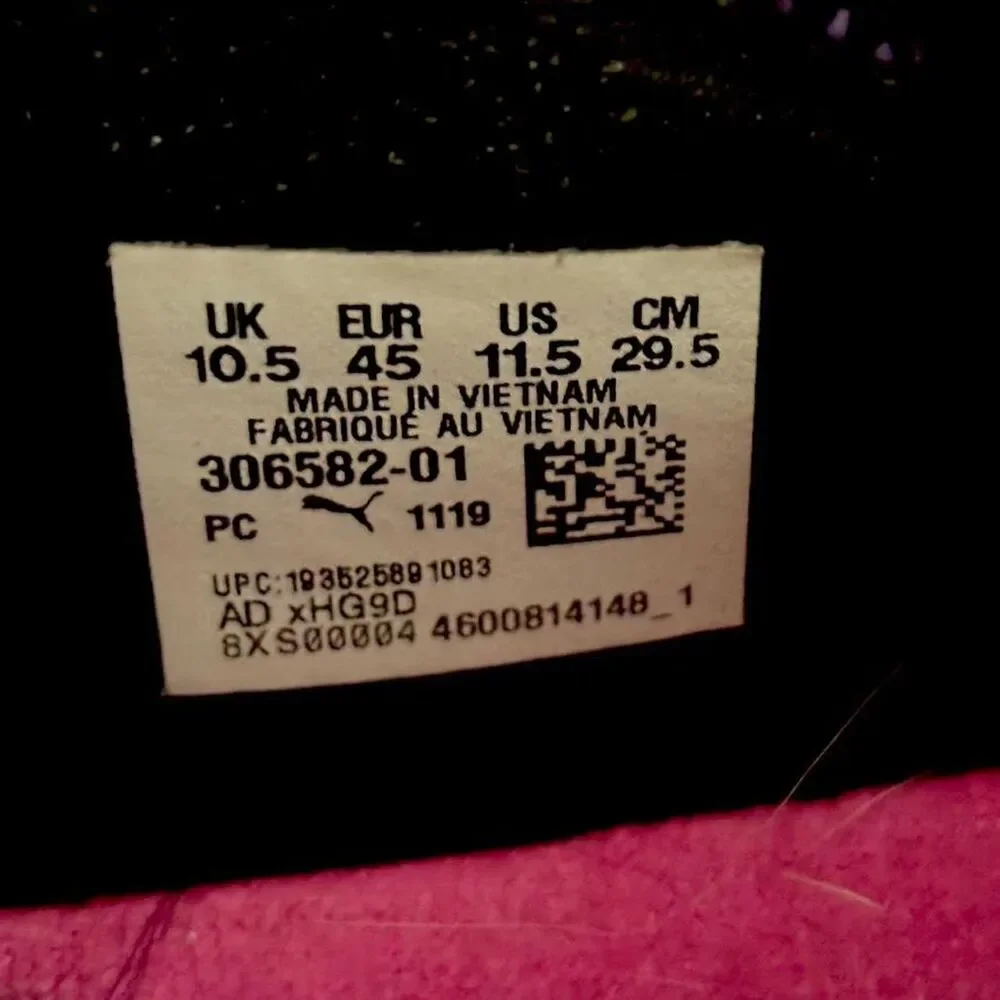 UK EUR US CM
10.5 45 11.5 29.5
MADE IN VIETNAM
FABRIQUÉ AU VIETNAM
306582-01
PC 1119
UPC:193525891083
AD xHG9D
8XS00004 4600814148_1